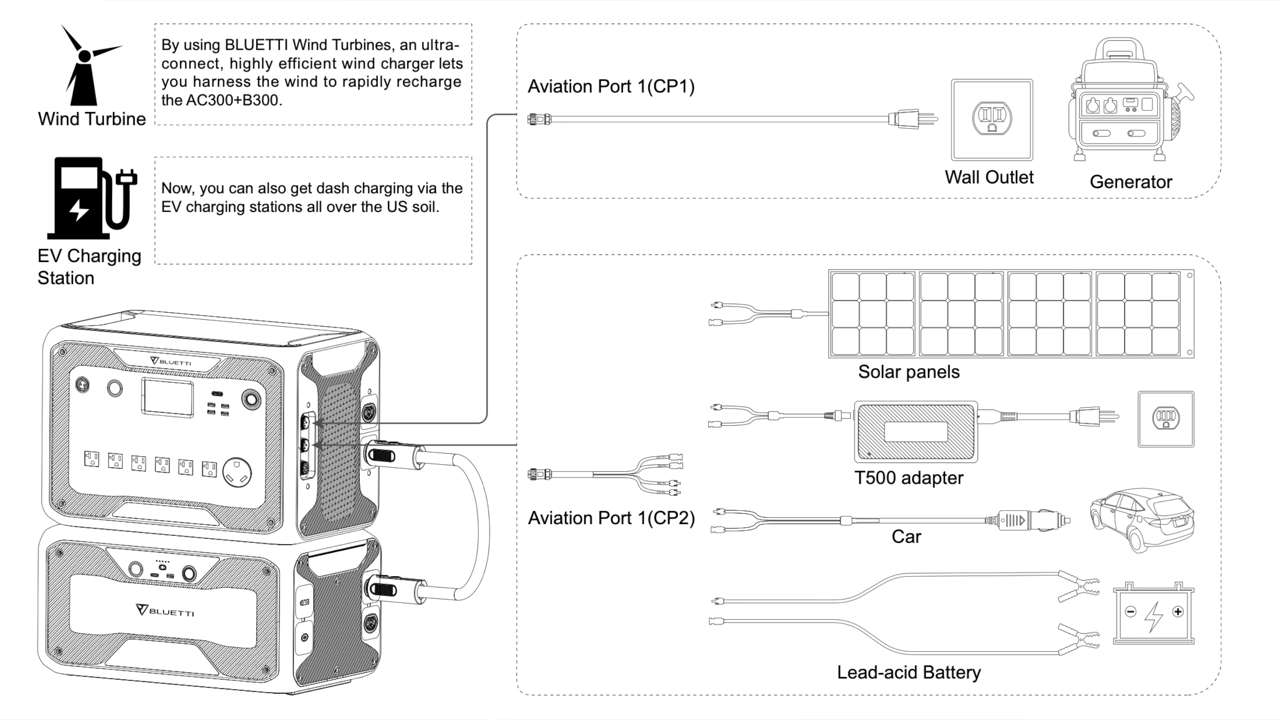 By using BLUETTI Wind Turbines, an ultra-
connect, highly efficient wind charger lets
you harness the wind to rapidly recharge
the AC300+B300.
Wind Turbine
Now, you can also get dash charging via the
EV charging stations all over the US soil.
EV Charging
Station
BLUETTI
BLUETTI
Aviation Port 1(CP1)
Wall Outlet
Generator
Solar panels
T500 adapter
Aviation Port 1(CP2)
Car
Lead-acid Battery